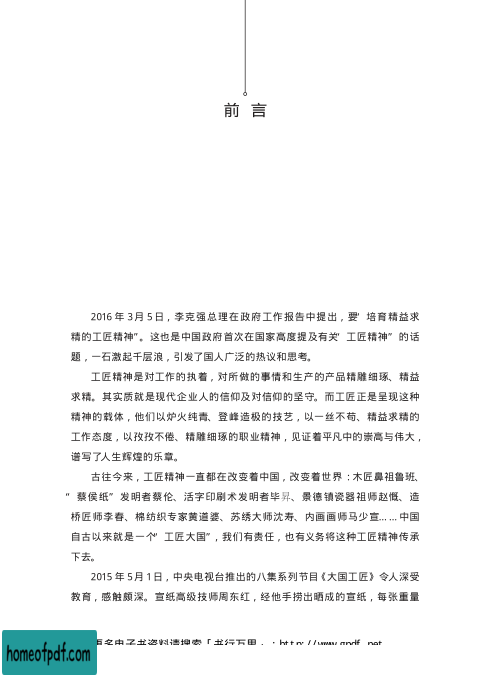 前 言
2016 年 3 月 5 日，李克强总理在政府工作报告中提出，要“培育精益求
精的工匠精神”。这也是中国政府首次在国家高度提及有关“工匠精神”的话
题，一石激起千层浪，引发了国人广泛的热议和思考。
工匠精神是对工作的执着，对所做的事情和生产的产品精雕细琢、精益
求精。其实质就是现代企业人的信仰及对信仰的坚守。而工匠正是呈现这种
精神的载体，他们以炉火纯青、登峰造极的技艺，以一丝不苟、精益求精的
工作态度，以孜孜不倦、精雕细琢的职业精神，见证着平凡中的崇高与伟大，
谱写了人生辉煌的乐章。
古往今来，工匠精神一直都在改变着中国，改变着世界：木匠鼻祖鲁班、
“蔡侯纸”发明者蔡伦、活字印刷术发明者毕昇、景德镇瓷器祖师赵慨、造
桥匠师李春、棉纺织专家黄道婆、苏绣大师沈寿、内画画师马少宣……中国
自古以来就是一个“工匠大国”，我们有责任，也有义务将这种工匠精神传承
下去。
2015 年 5 月 1 日，中央电视台推出的八集系列节目《大国工匠》令人深受
教育，感触颇深。宣纸高级技师周东红，经他手捞出晒成的宣纸，每张重量
更多电子书资料请搜索「书行万里」：http://www.gpdf.net
homeofpdf.com